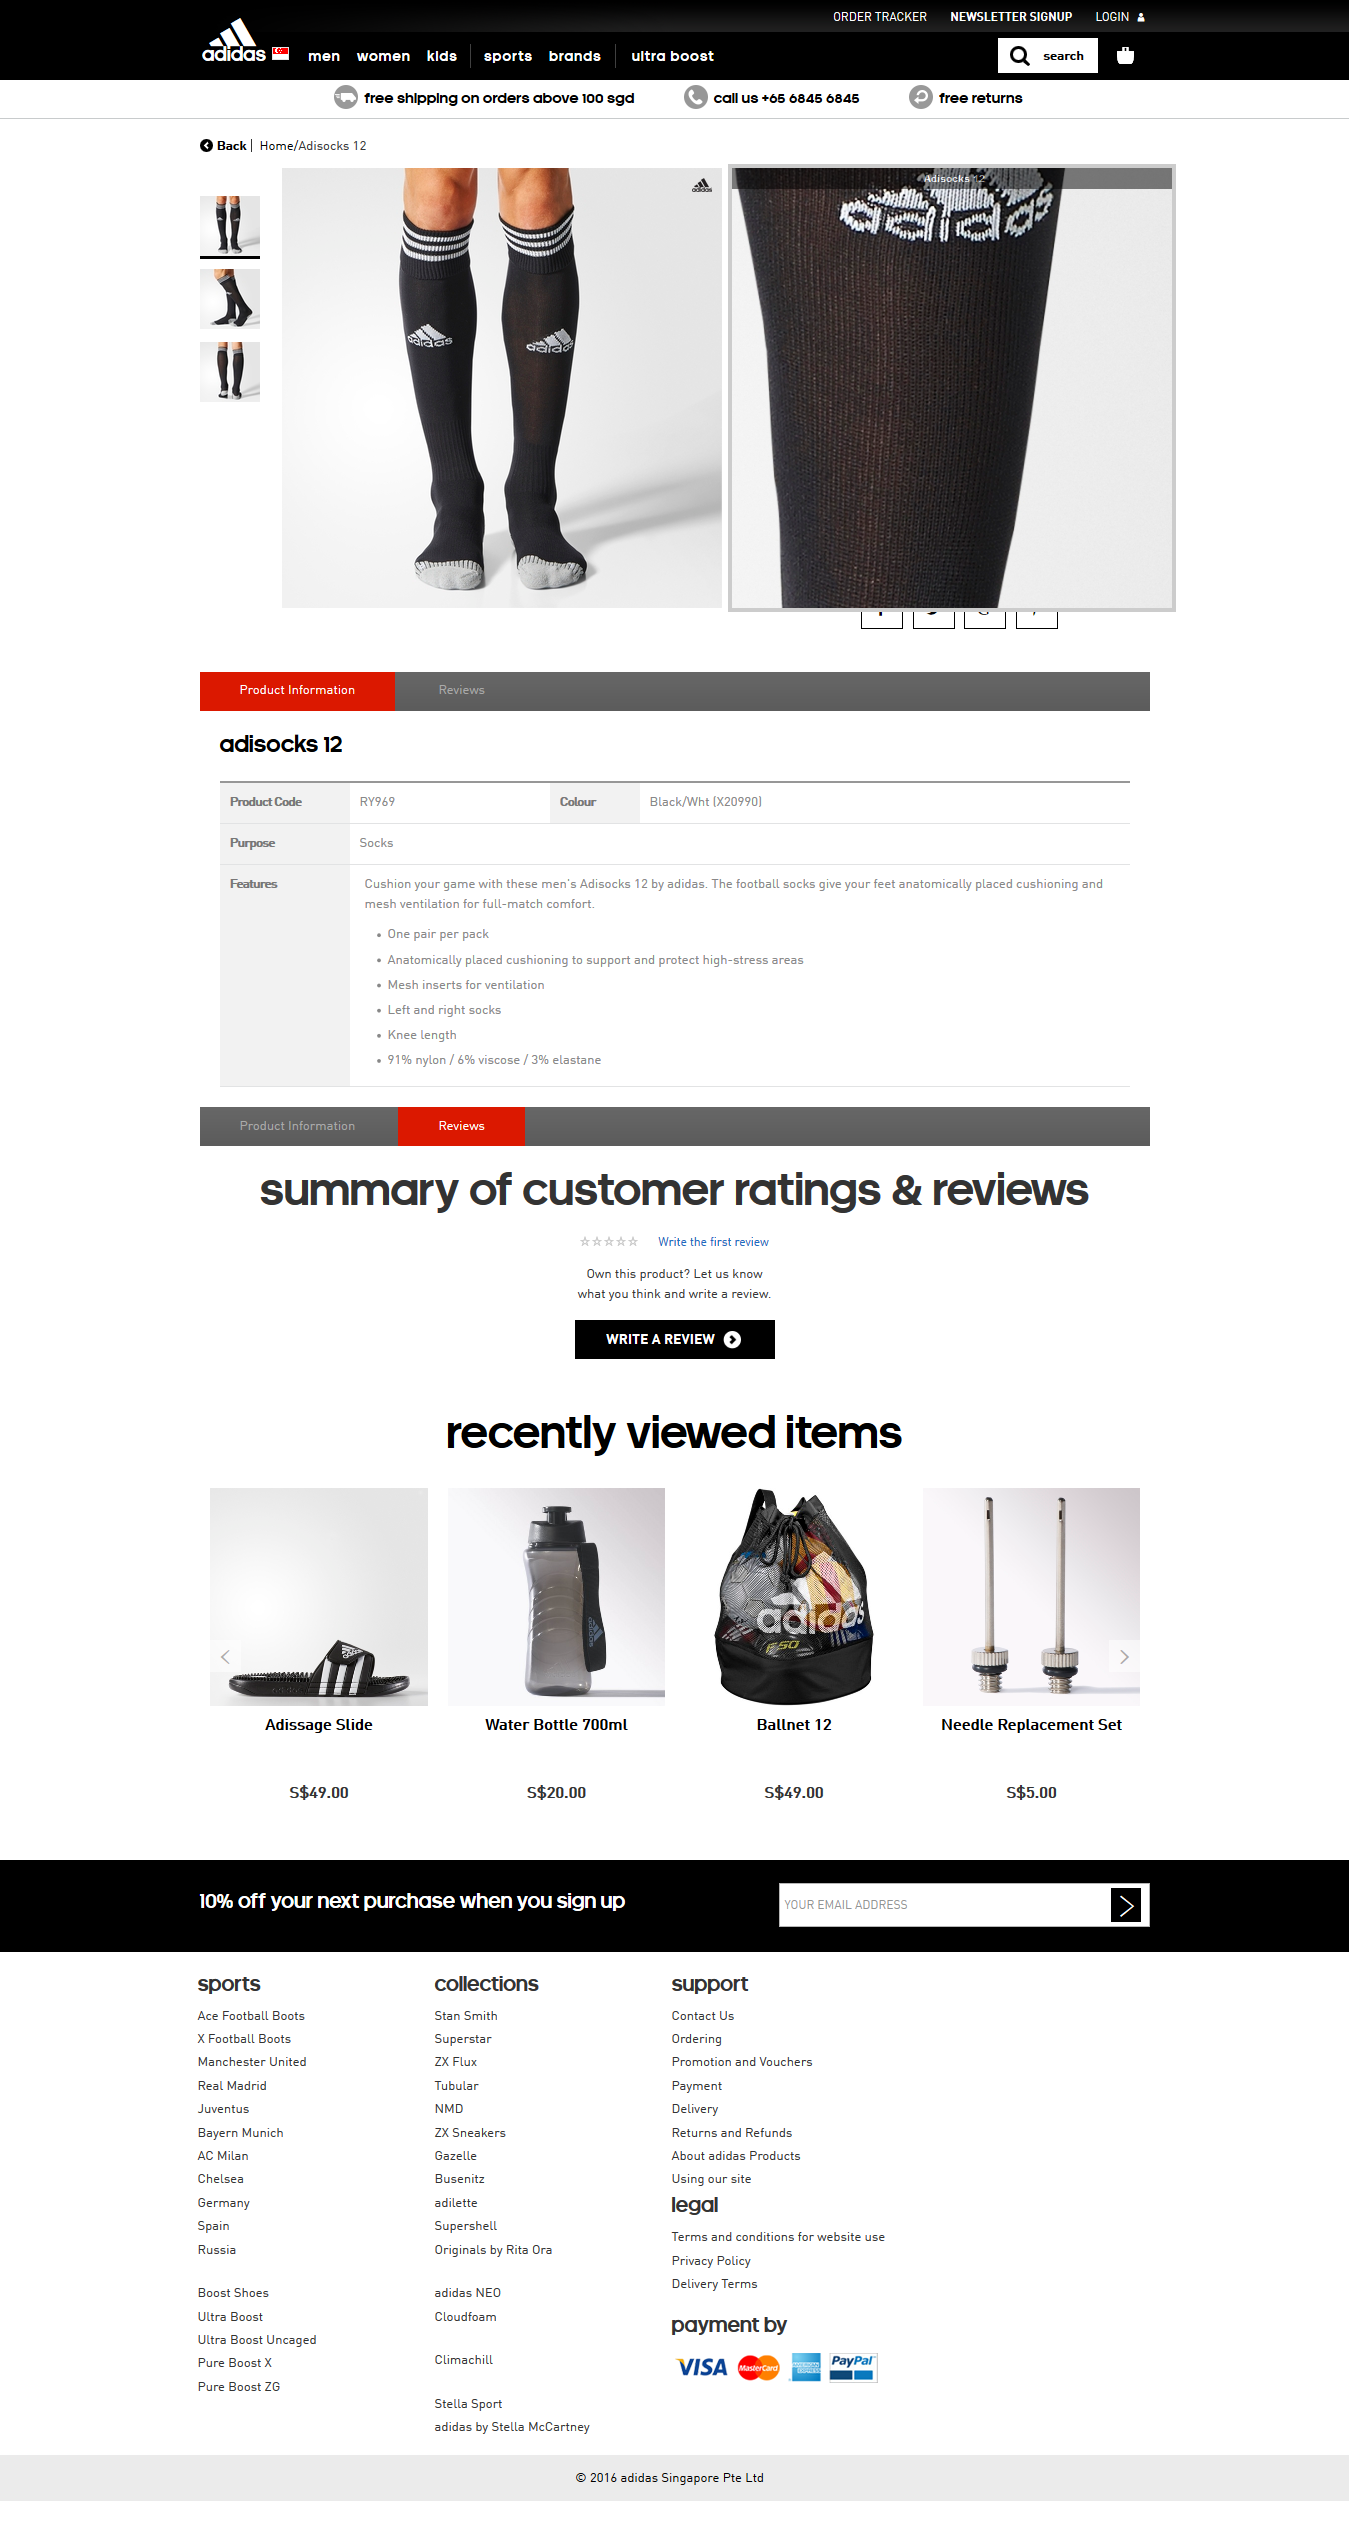 ORDER TRACKER NEWSLETTER SIGNUP LOGIN
adidas men women kids sports brands ultra boost search
free shipping on orders above 100 sgd call us +65 6845 6845 free returns
Back Home/Adisocks 12
adidas
Adisocks 12
adidas
adidas adidas
Product Information Reviews
adisocks 12
Product Code RY969 Colour Black/Wht (X20990)
Purpose Socks
Features Cushion your game with these men's Adisocks 12 by adidas. The football socks give your feet anatomically placed cushioning and
mesh ventilation for full-match comfort.
• One pair per pack
• Anatomically placed cushioning to support and protect high-stress areas
• Mesh inserts for ventilation
• Left and right socks
• Knee length
• 91% nylon / 6% viscose / 3% elastane
Product Information Reviews
summary of customer ratings & reviews
Write the first review
Own this product? Let us know
what you think and write a review.
WRITE A REVIEW
recently viewed items
adidas
F50
Adissage Slide Water Bottle 700ml Ballnet 12 Needle Replacement Set
S$49.00 S$20.00 S$49.00 S$5.00
10% off your next purchase when you sign up YOUR EMAIL ADDRESS
sports
Ace Football Boots
X Football Boots
Manchester United
Real Madrid
Juventus
Bayern Munich
AC Milan
Chelsea
Germany
Spain
Russia
Boost Shoes
Ultra Boost
Ultra Boost Uncaged
Pure Boost X
Pure Boost ZG
collections
Stan Smith
Superstar
ZX Flux
Tubular
NMD
ZX Sneakers
Gazelle
Busenitz
adilette
Supershell
Originals by Rita Ora
adidas NEO
Cloudfoam
Climachill
Stella Sport
adidas by Stella McCartney
support
Contact Us
Ordering
Promotion and Vouchers
Payment
Delivery
Returns and Refunds
About adidas Products
Using our site
legal
Terms and conditions for website use
Privacy Policy
Delivery Terms
payment by
VISA MasterCard AMERICAN EXPRESS PayPal
© 2016 adidas Singapore Pte Ltd